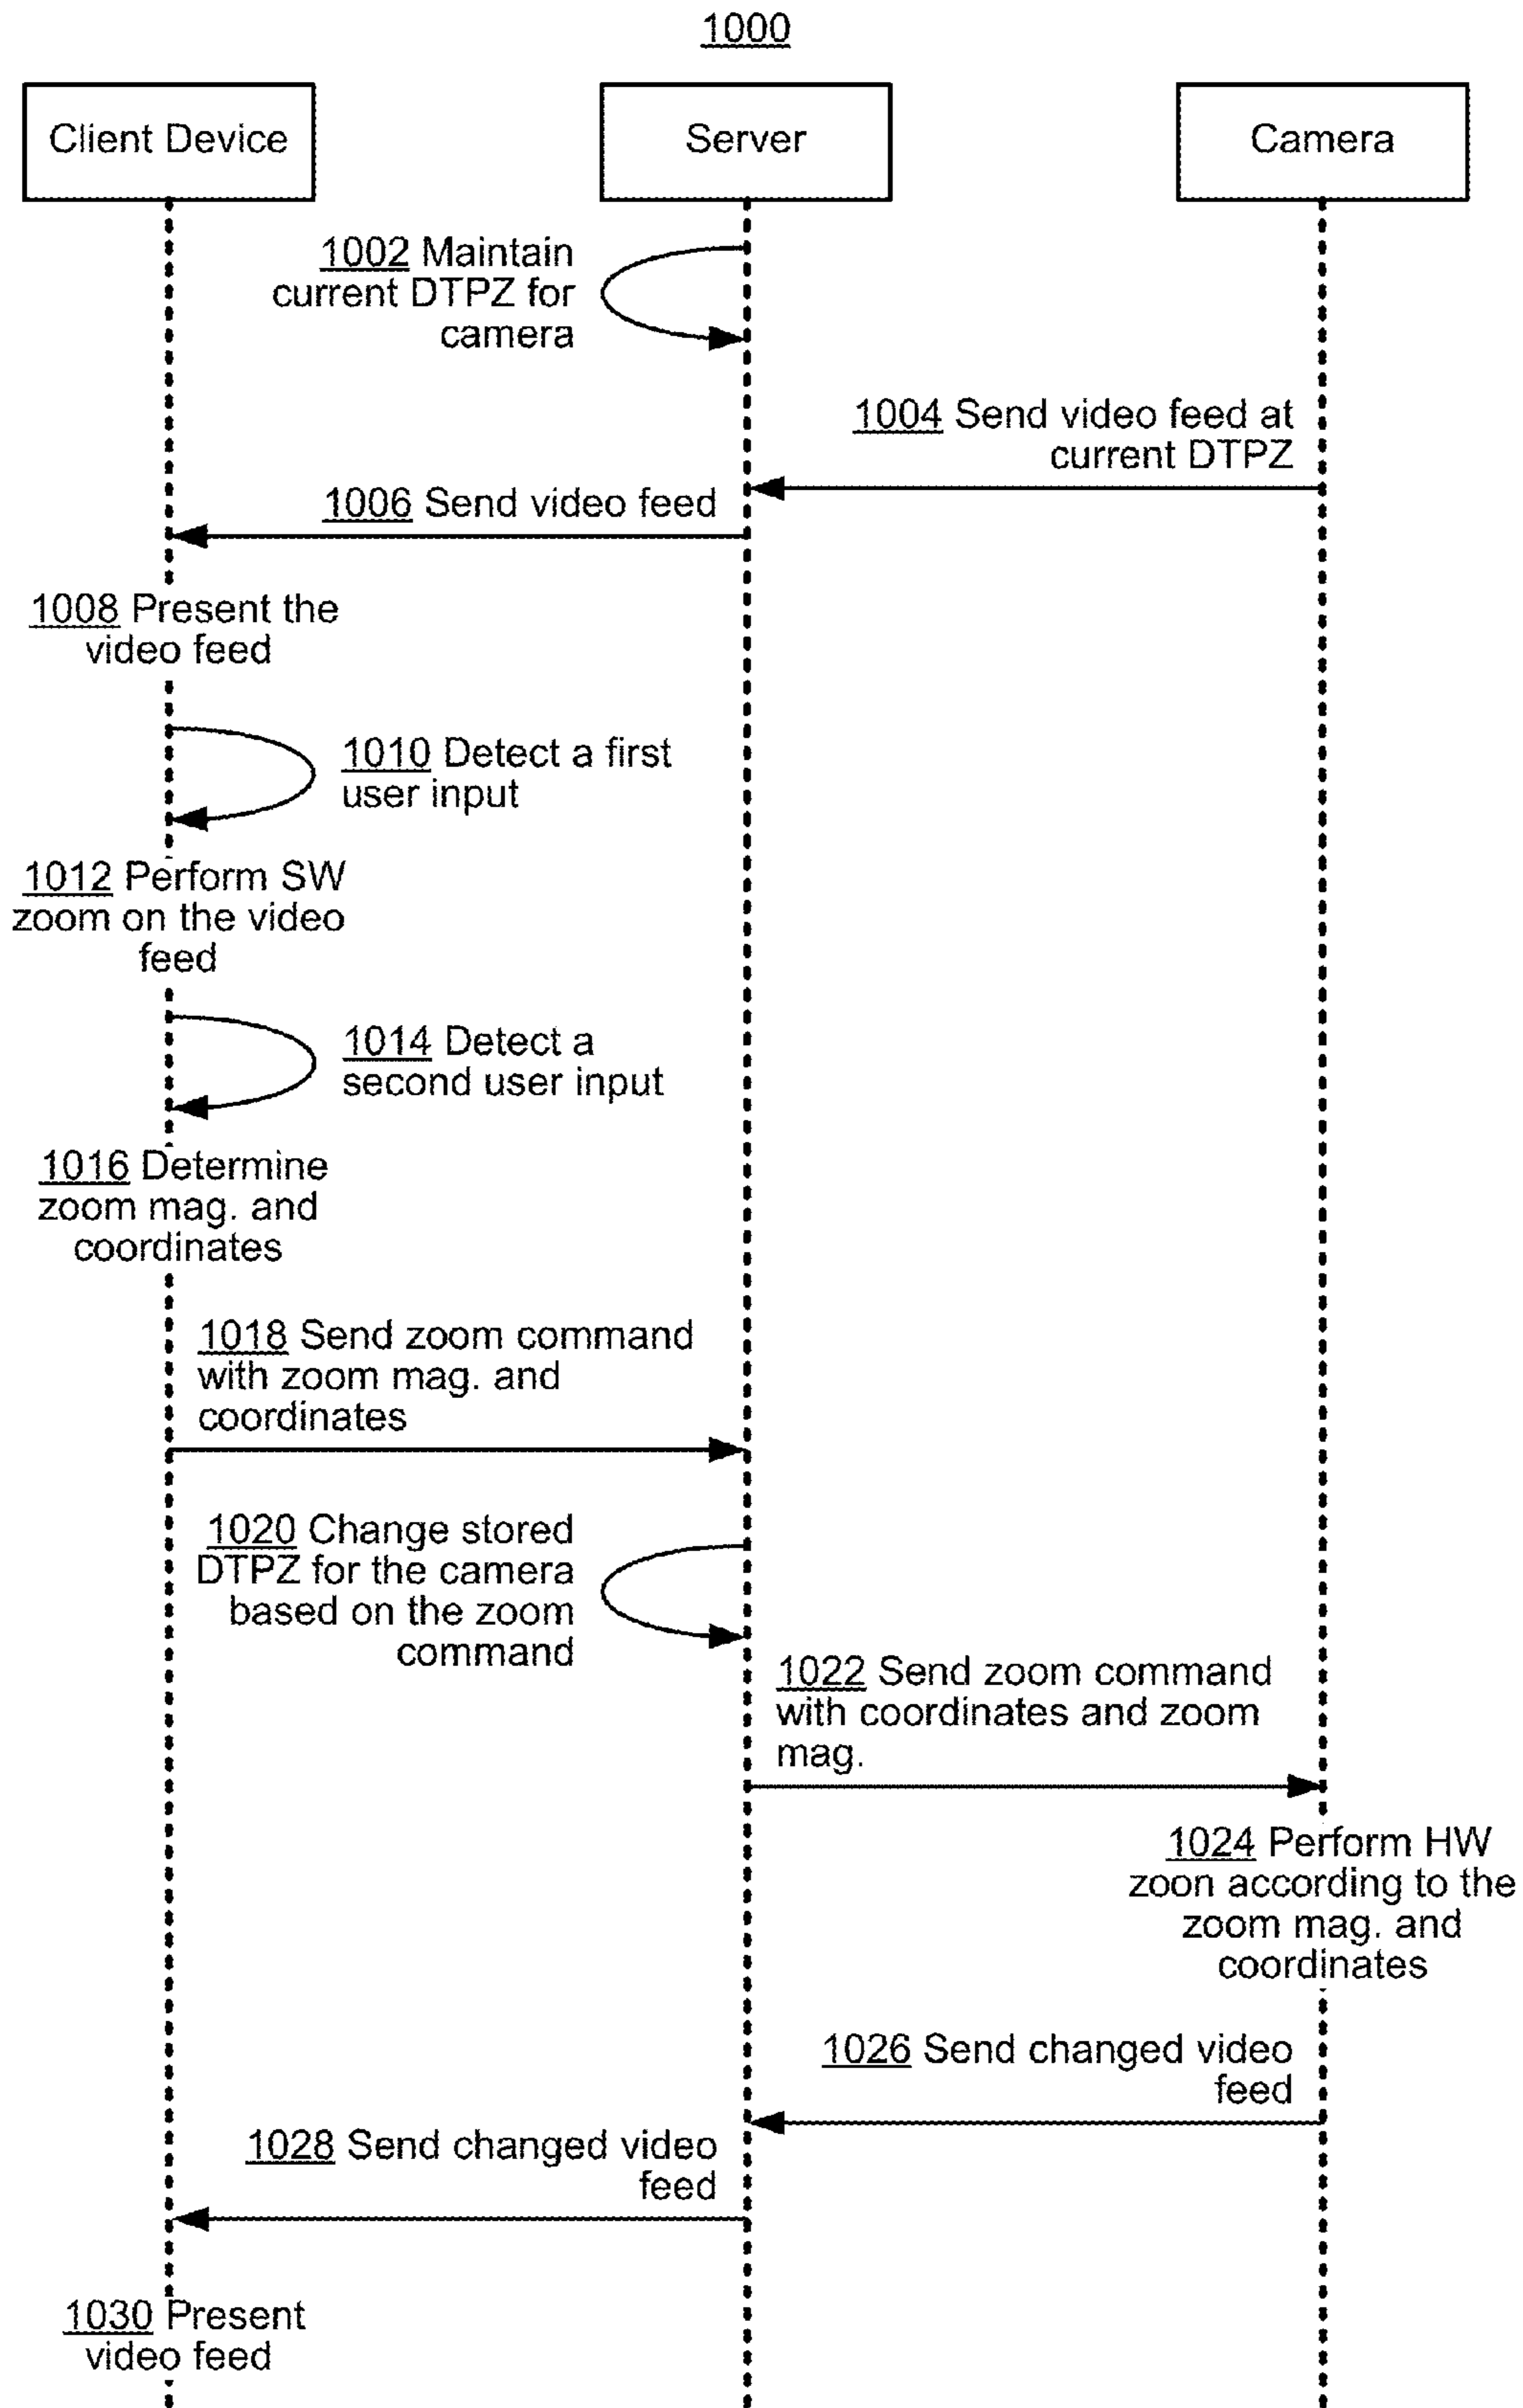 1000
Client Device
Server
Camera
1002 Maintain
current DTPZ for
camera
1004 Send video feed at
current DTPZ
1006 Send video feed
1008 Present the
video feed
1010 Detect a first
user input
1012 Perform SW
zoom on the video
feed
1014 Detect a
second user input
1016 Determine
zoom mag. and
coordinates
1018 Send zoom command
with zoom mag. and
coordinates
1020 Change stored
DTPZ for the camera
based on the zoom
command
1022 Send zoom command
with coordinates and zoom
mag.
1024 Perform HW
zoon according to the
zoom mag. and
coordinates
1026 Send changed video
feed
1028 Send changed video
feed
1030 Present
video feed